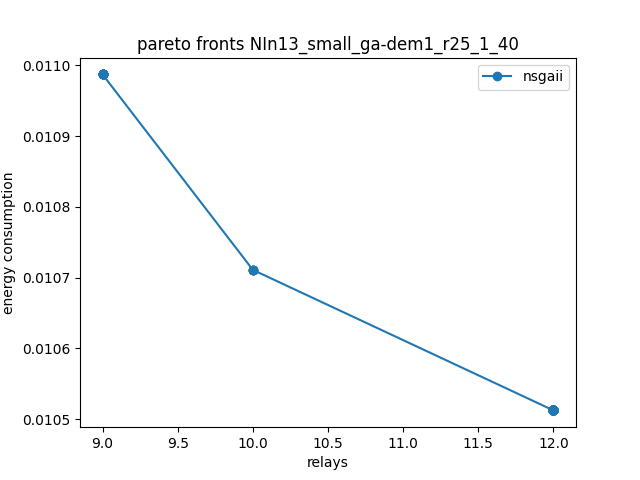 pareto fronts NIn13_small_ga-dem1_r25_1_40
nsgaii
energy consumption
0.0110
0.0109
0.0108
0.0107
0.0106
0.0105
9.0 9.5 10.0 10.5 11.0 11.5 12.0
relays